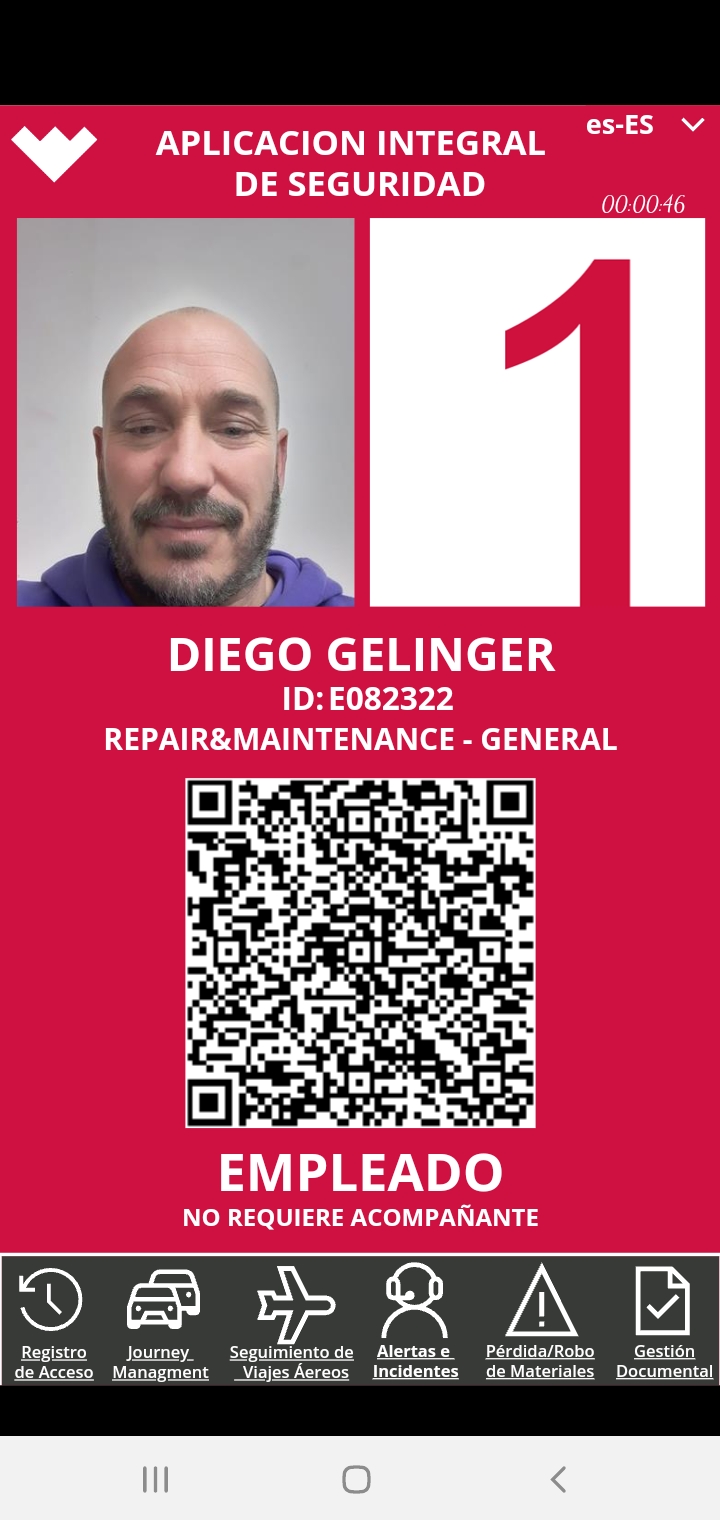 es-ES
APLICACION INTEGRAL
DE SEGURIDAD
00:00:46
1
DIEGO GELINGER
ID: E082322
REPAIR&MAINTENANCE - GENERAL
EMPLEADO
NO REQUIERE ACOMPAÑANTE
Registro
de Acceso
Journey
Managment
Seguimiento de
Viajes Áereos
Alertas e
Incidentes
Pérdida/Robo
de Materiales
Gestión
Documental